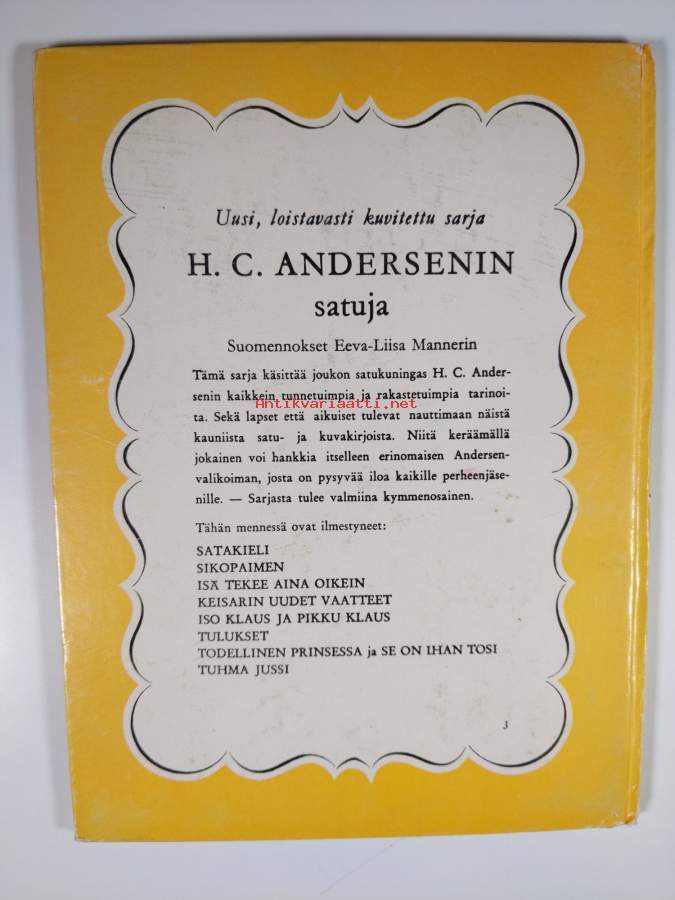 Uusi, loistavasti kuvitettu sarja
H. C. ANDERSENIN
satuja
Suomennokset Eeva-Liisa Mannerin
Tämä sarja käsittää joukon satukuningas H. C. Ander-
senin kaikkein tunnetuimpia ja rakastetuimpia tarinoi-
Antikvariaatti.net
ta. Sekä lapset että aikuiset tulevat nauttimaan näistä
kauniista satu- ja kuvakirjoista. Niitä keräämällä
jokainen voi hankkia itselleen erinomaisen Andersen-
valikoiman, josta on pysyvää iloa kaikille perheenjäse-
nille. — Sarjasta tulee valmiina kymmenosainen.
Tähän mennessä ovat ilmestyneet:
SATAKIELI
SIKOPAIMEN
ISÄ TEKEE AINA OIKEIN
KEISARIN UUDET VAATTEET
ISO KLAUS JA PIKKU KLAUS
TULUKSET
TODELLINEN PRINSESSA ja SE ON IHAN TOSI
TUHMA JUSSI
3